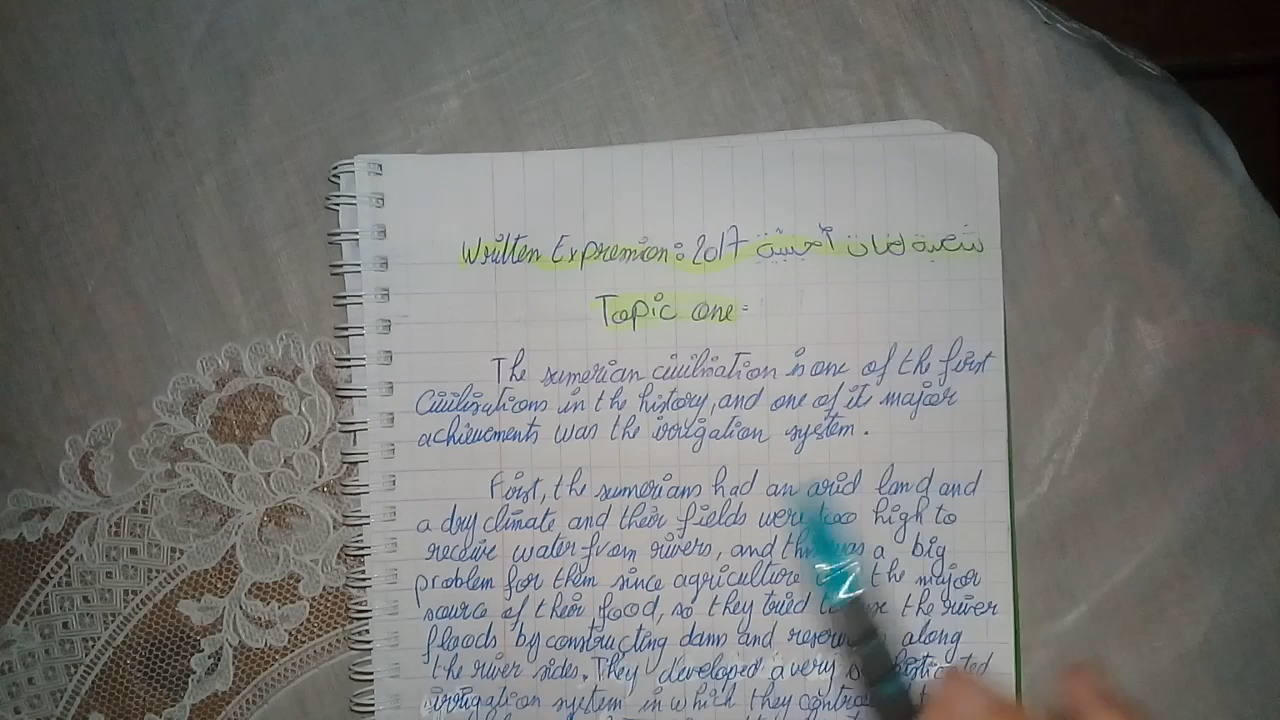 Written Expression: 2017 شعبة لغات أجنبية
Topic one:
The sumerian civilisation is one of the first
civilisations in the history, and one of its major
achievements was the irrigation system.
First, the sumerians had an arid land and
a dry climate and their fields were too high to
receive water from rivers, and this was a big
problem for them since agriculture the major
source of their food, so they tried the river
floods by constructing dams and along
the river sides. They developed a very
irrigation system in which they